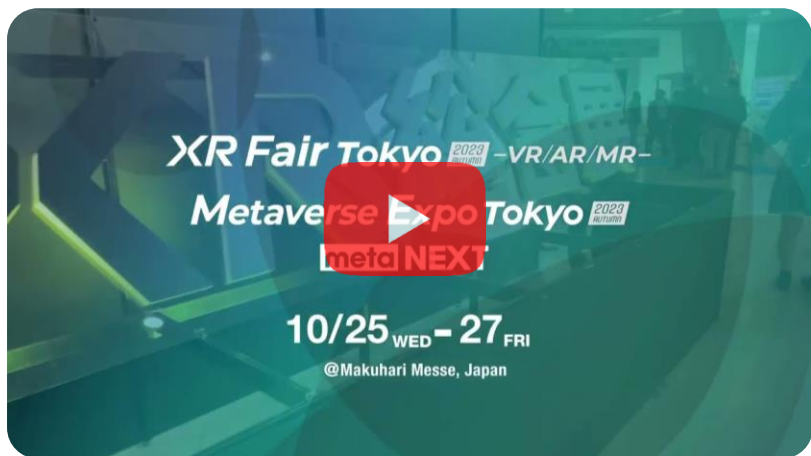 XR Fair Tokyo 2023 AUTUMN -VR/AR/MR-
Metaverse Expo Tokyo 2023 AUTUMN
meta NEXT
10/25 WED - 27 FRI
@Makuhari Messe, Japan